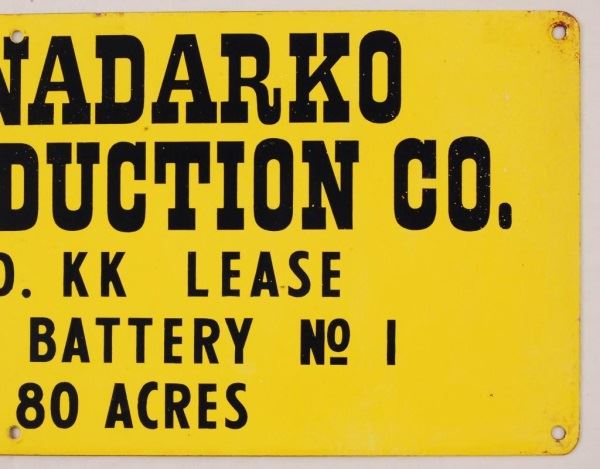 NADARKO
DUCTION CO.
D. KK LEASE
BATTERY Nº 1
80 ACRES